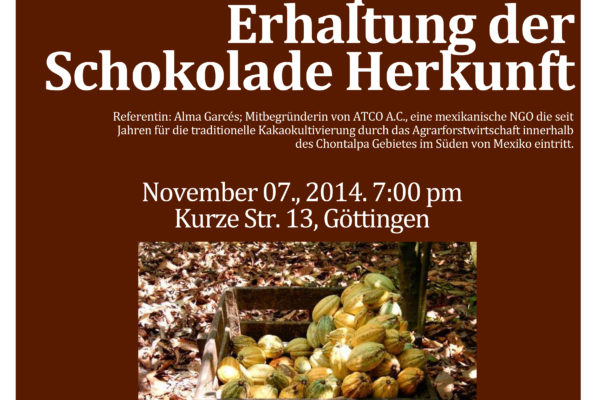 Erhaltung der
Schokolade Herkunft
Referentin: Alma Garcés; Mitbegründerin von ATCO A.C., eine mexikanische NGO die seit
Jahren für die traditionelle Kakaokultivierung durch das Agrarforstwirtschaft innerhalb
des Chontalpa Gebietes im Süden von Mexiko eintritt.
November 07., 2014. 7:00 pm
Kurze Str. 13, Göttingen